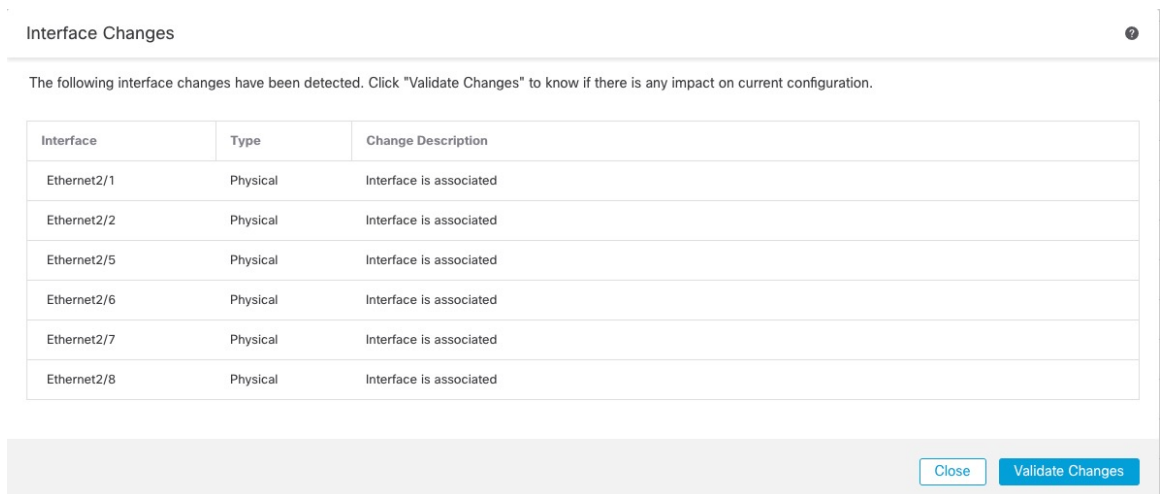 Interface Changes
The following interface changes have been detected. Click "Validate Changes" to know if there is any impact on current configuration.
Interface Type Change Description
Ethernet2/1 Physical Interface is associated
Ethernet2/2 Physical Interface is associated
Ethernet2/5 Physical Interface is associated
Ethernet2/6 Physical Interface is associated
Ethernet2/7 Physical Interface is associated
Ethernet2/8 Physical Interface is associated
Close Validate Changes